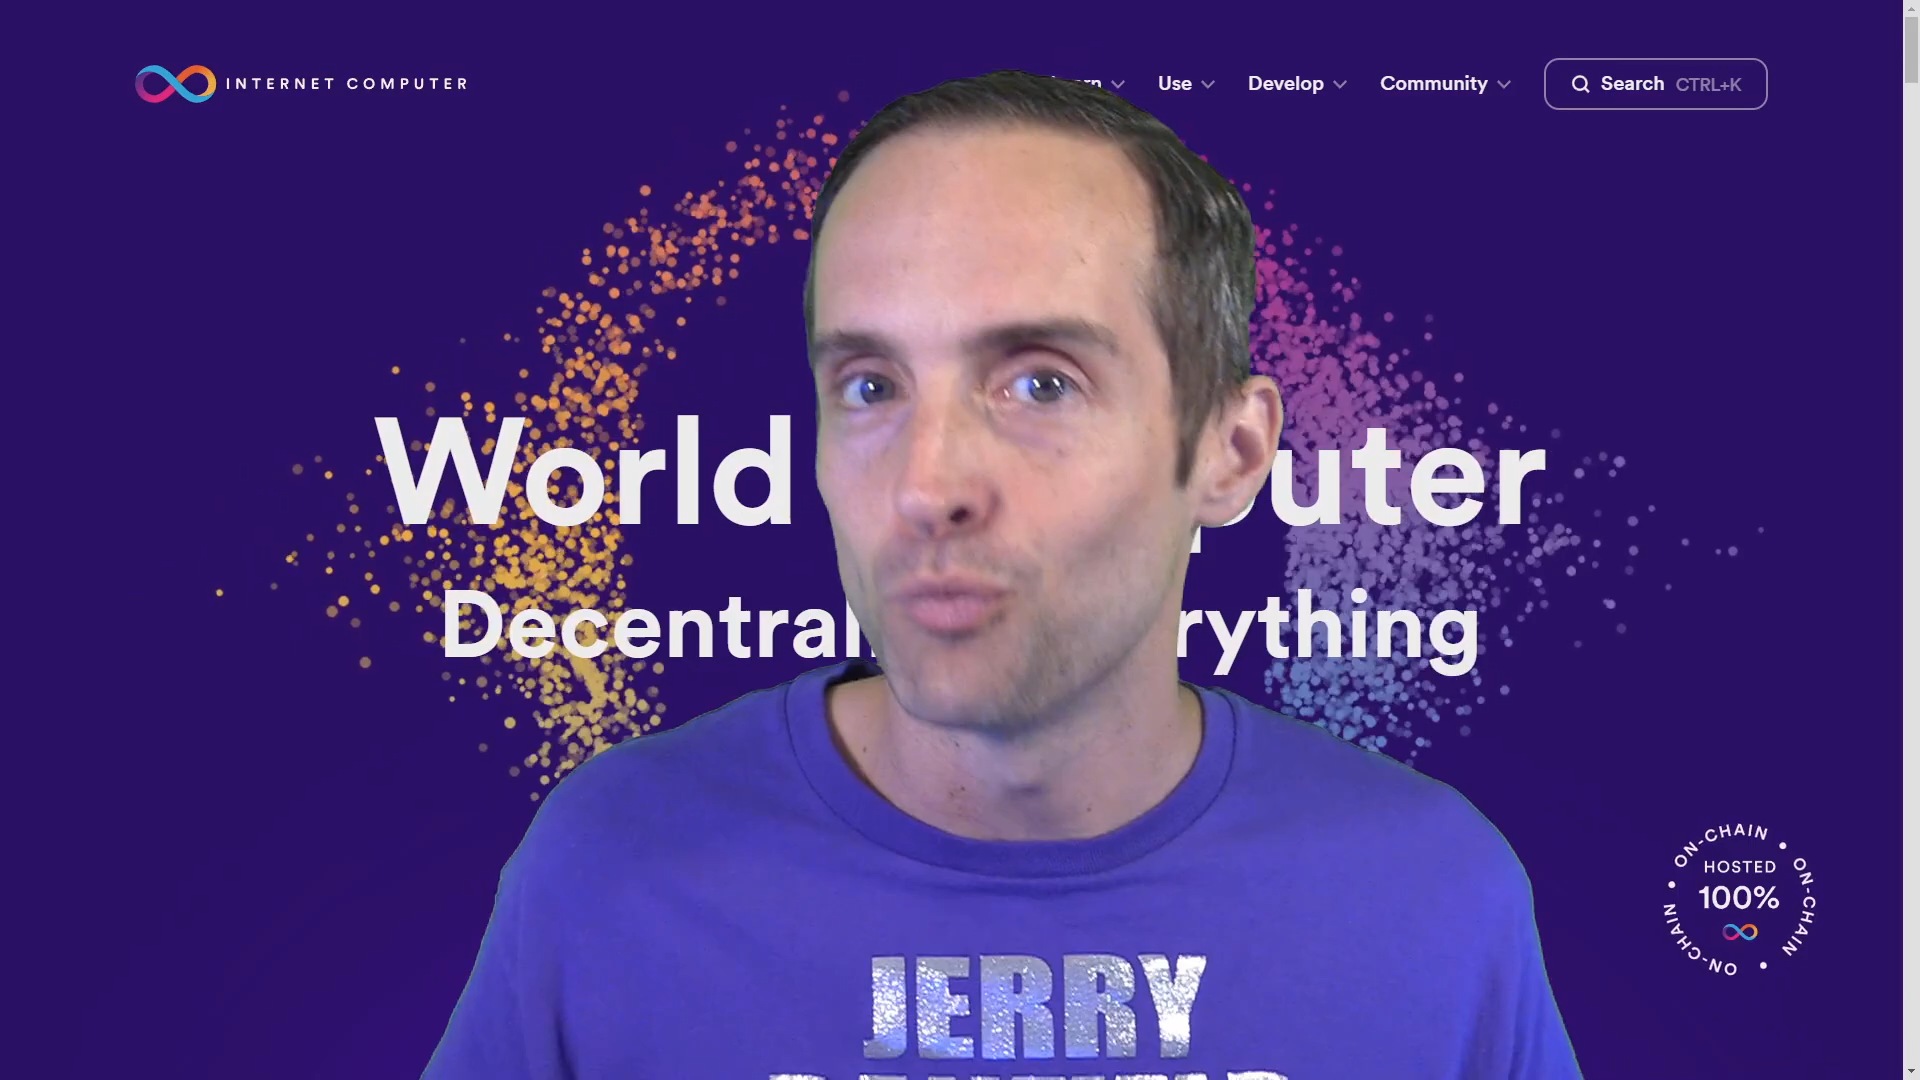 INTERNET COMPUTER
Use
Develop
Community
Search CTRL+K
World
Decentral
rything
ON-CHAIN • ON-CHAIN • ON-CHAIN •
HOSTED
100%
JERRY